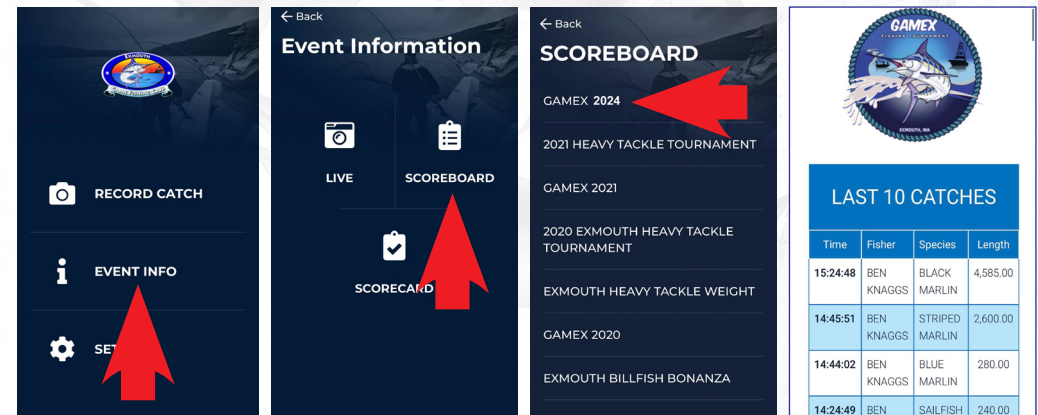 EXMOUTH
RECORD CATCH
EVENT INFO
← Back
Event Information
LIVE
SCOREBOARD
SCORECARD
← Back
SCOREBOARD
GAMEX 2024
2021 HEAVY TACKLE TOURNAMENT
GAMEX 2021
2020 EXMOUTH HEAVY TACKLE
TOURNAMENT
EXMOUTH HEAVY TACKLE WEIGHT
GAMEX 2020
EXMOUTH BILLFISH BONANZA
GAMEX
FISHING TOURNAMENT
EXMOUTH, WA
LAST 10 CATCHES
Time Fisher Species Length
15:24:48 BEN BLACK 4,585.00
KNAGGS MARLIN
14:45:51 BEN STRIPED 2,600.00
KNAGGS MARLIN
14:44:02 BEN BLUE 280.00
KNAGGS MARLIN
14:24:49 BEN SAILFISH 240.00